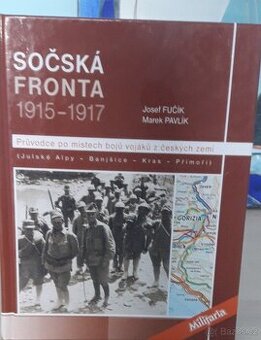 SOČSKÁ
FRONTA
1915-1917
Josef FUČÍK
Marek PAVLÍK
Průvodce po místech bojů vojáků z českých zemí
(Julské Alpy - Banjšice - Kras - Přímoří)
GORIZIA
Militaria